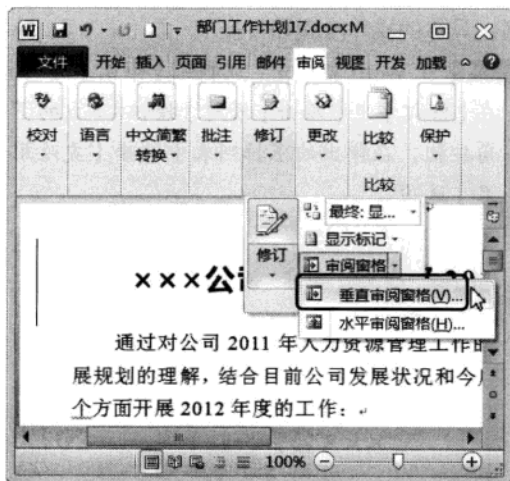 部门工作计划17.docxM
文件 开始 插入 页面 引用 邮件 审阅 视图 开发 加载
校对 语言 中文简繁转换 批注 修订 更改 比较 保护
比较
最终: 显...
显示标记
修订
审阅窗格
垂直审阅窗格(V)...
水平审阅窗格(H)...
×××公
通过对公司 2011 年人力资源管理工作的
展规划的理解，结合目前公司发展状况和今
个方面开展 2012 年度的工作：
100%